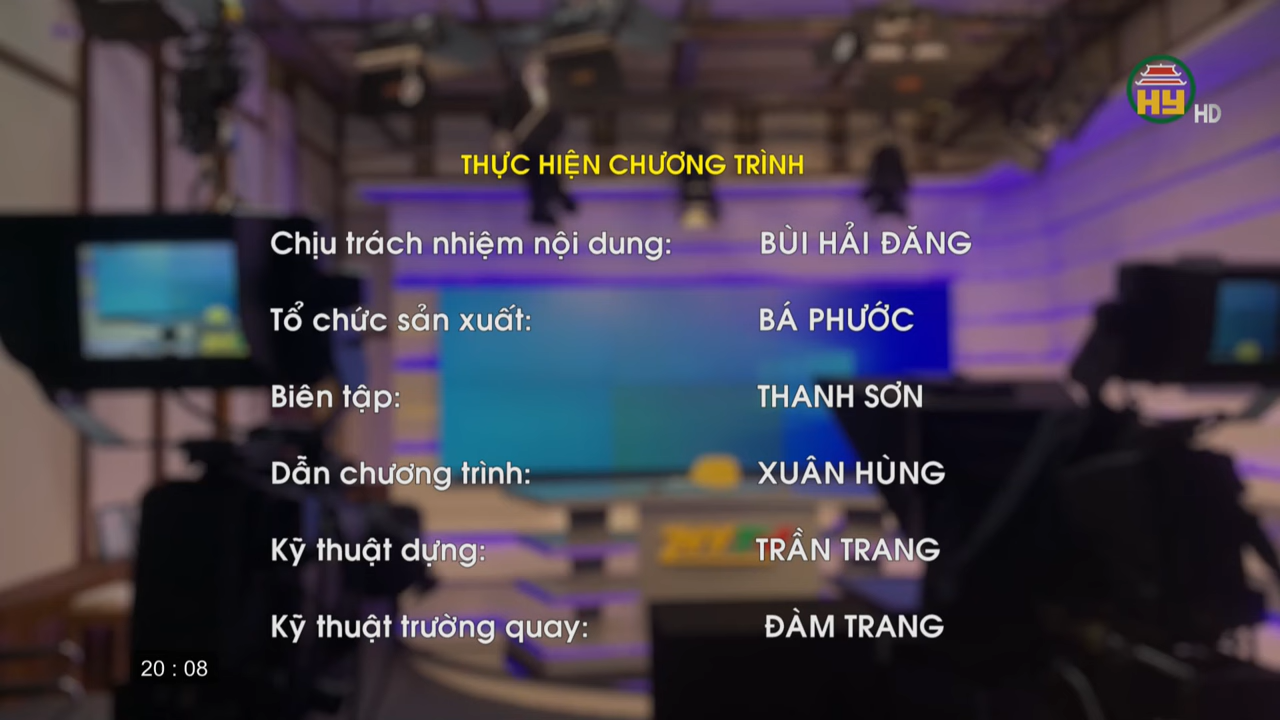 HY HD
THỰC HIỆN CHƯƠNG TRÌNH
Chịu trách nhiệm nội dung: BÙI HẢI ĐĂNG
Tổ chức sản xuất: BÁ PHƯỚC
Biên tập: THANH SƠN
Dẫn chương trình: XUÂN HÙNG
Kỹ thuật dựng: TRẦN TRANG
Kỹ thuật trường quay: ĐÀM TRANG
20 : 08